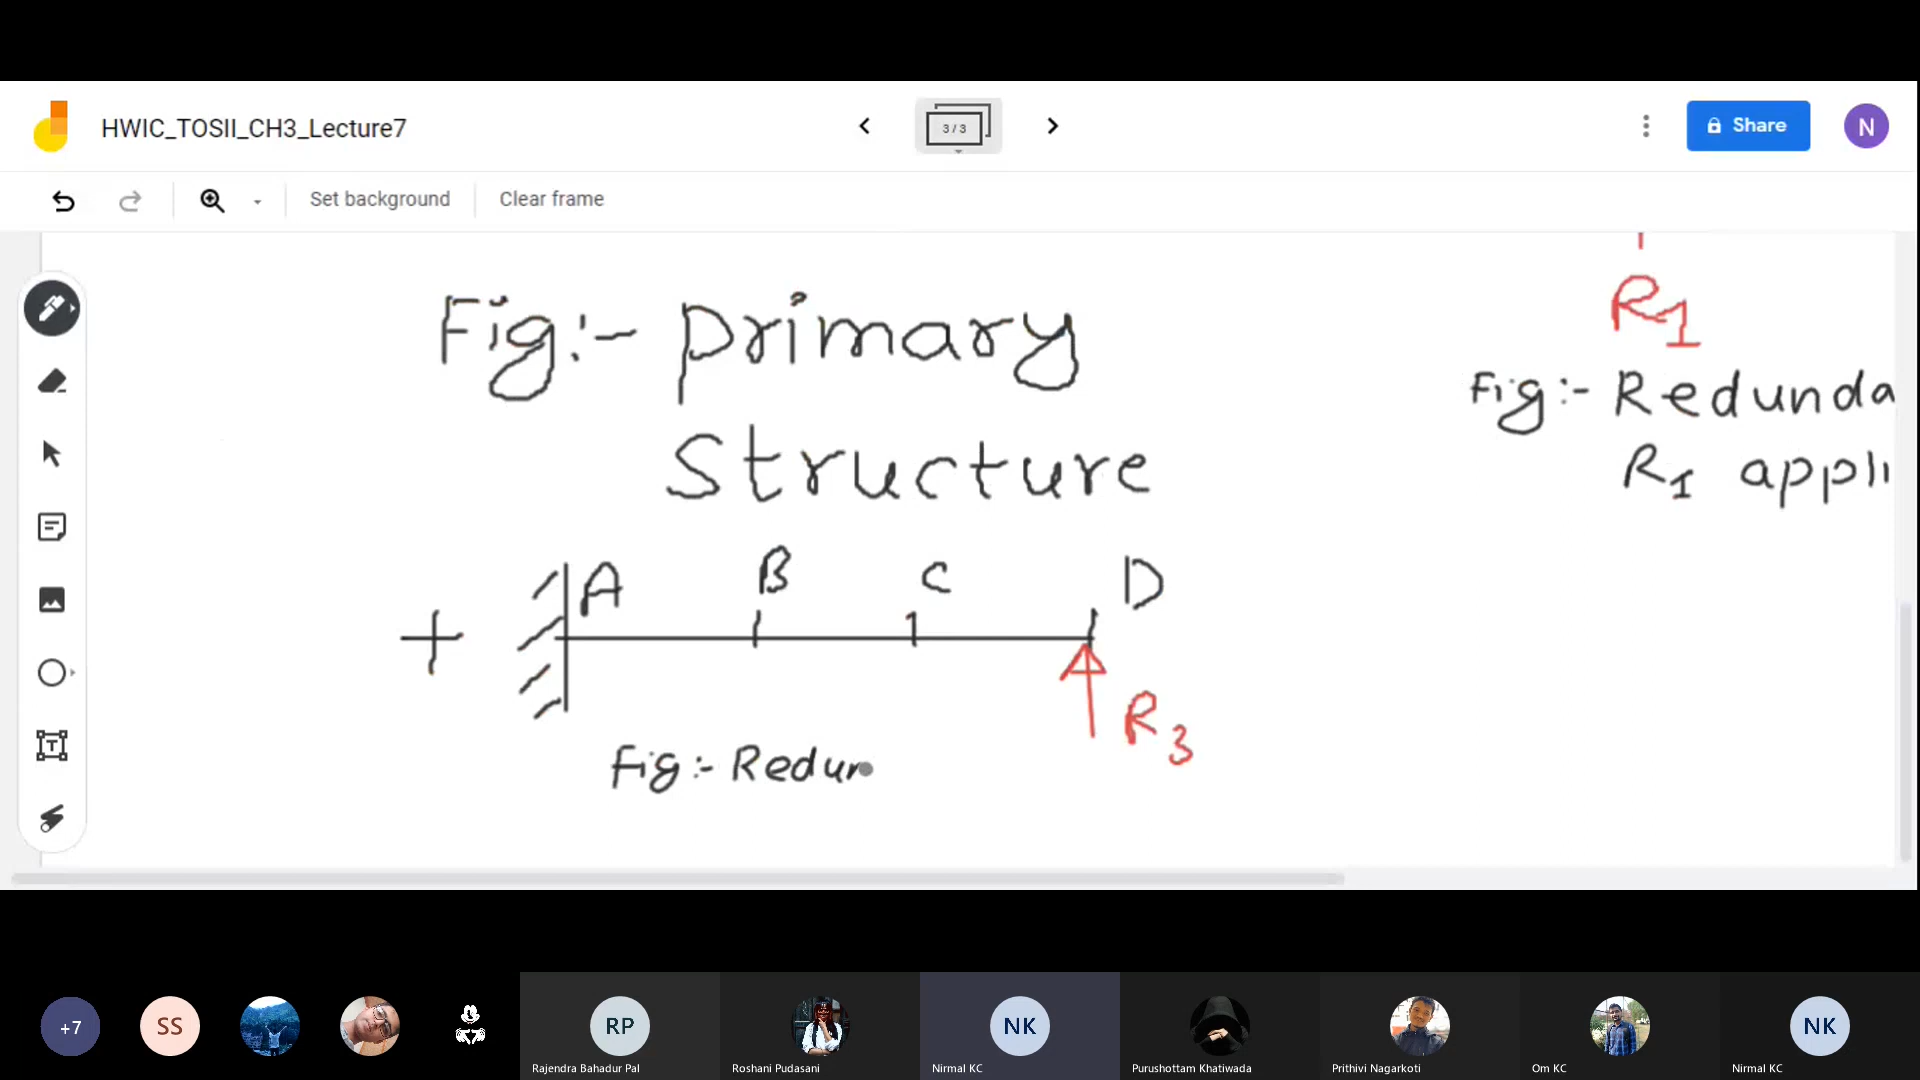 HWIC_TOSII_CH3_Lecture7
3 / 3
Share
N
Set background
Clear frame
R1
Fig:- Redunda
R1 appli
Fig:- primary
Structure
A B C D
+
R3
Fig:- Redun
+7
SS
RP
NK
NK
Rajendra Bahadur Pal
Roshani Pudasani
Nirmal KC
Purushottam Khatiwada
Prithivi Nagarkoti
Om KC
Nirmal KC